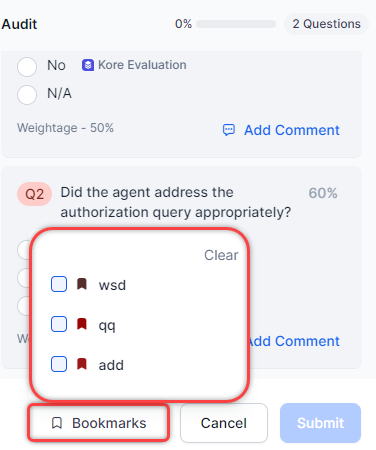 Audit 0% 2 Questions
No Kore Evaluation
N/A
Weightage - 50% Add Comment
Q2 Did the agent address the 60%
authorization query appropriately?
Clear
wsd
qq
add
We Add Comment
Bookmarks Cancel Submit